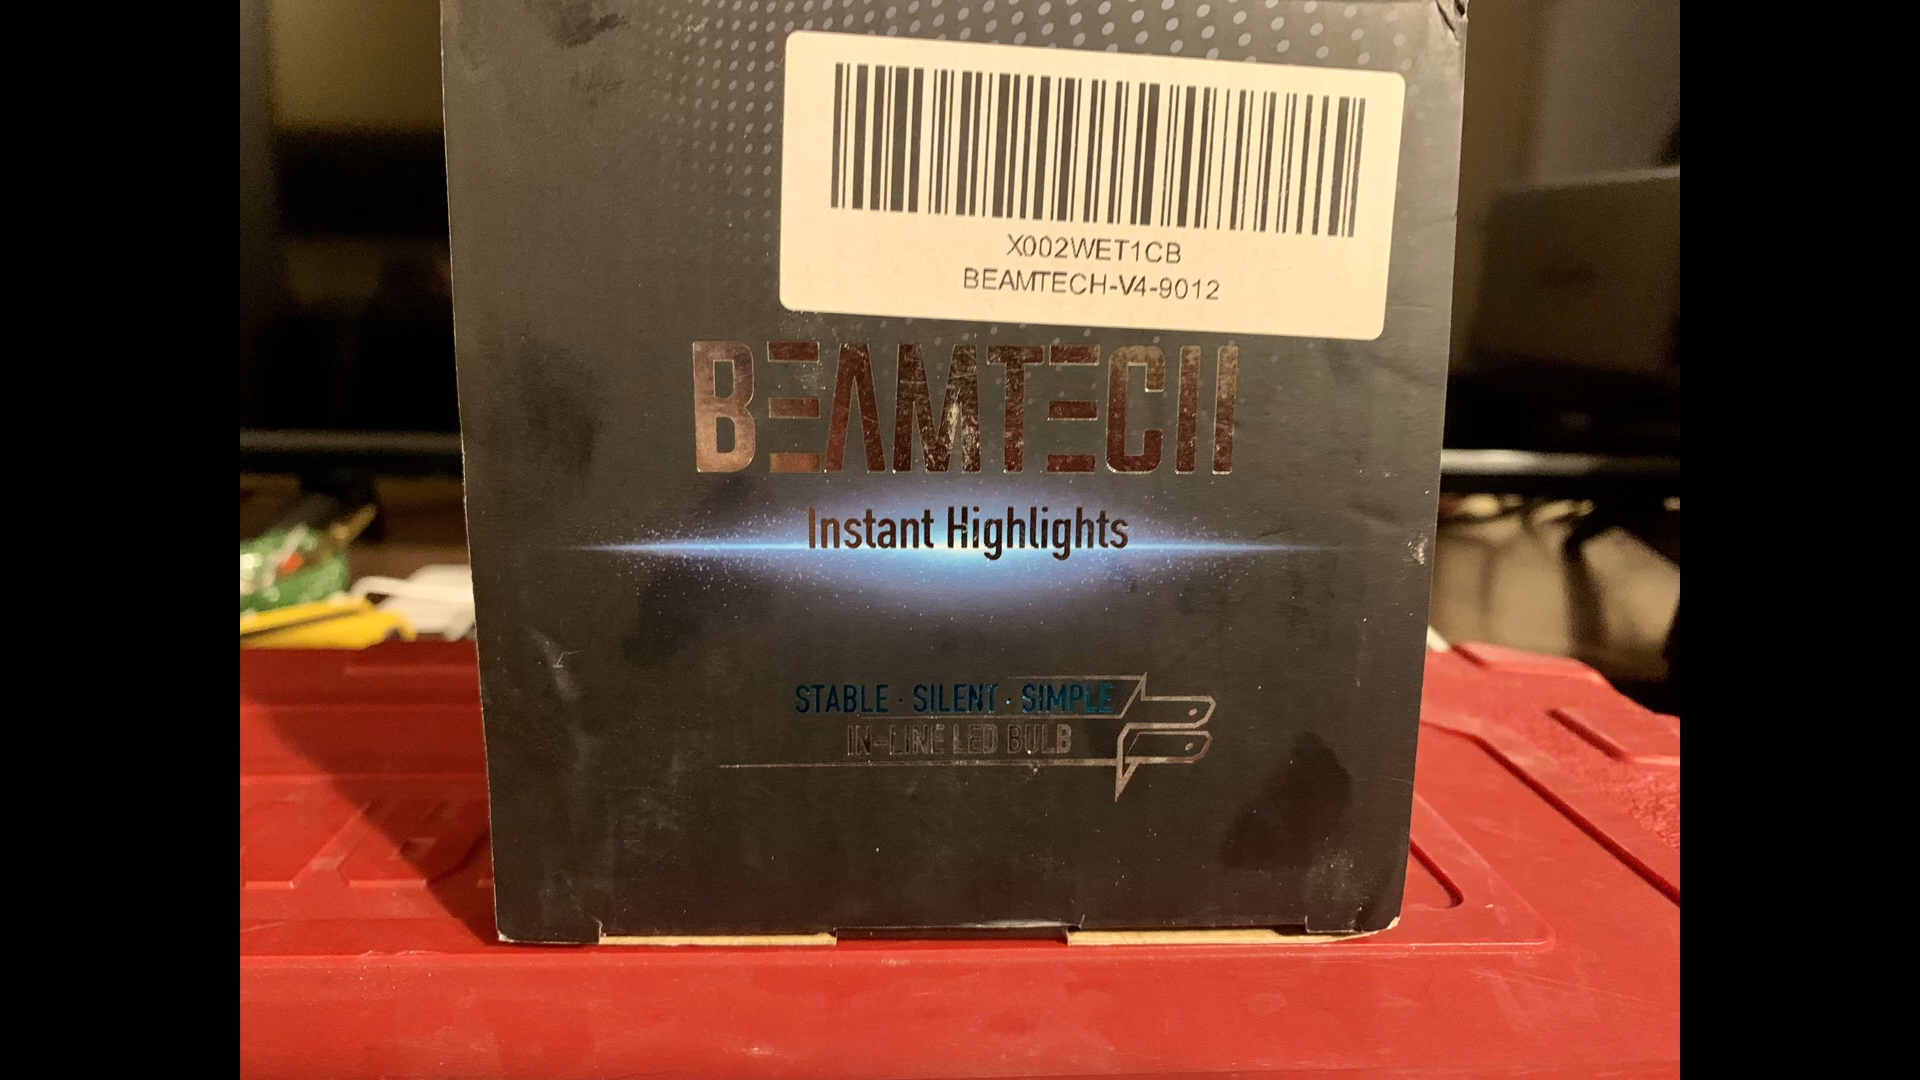 X002WET1CB
BEAMTECH-V4-9012
BEAMTECH
Instant Highlights
STABLE · SILENT · SIMPLE
IN-LINE LED BULB